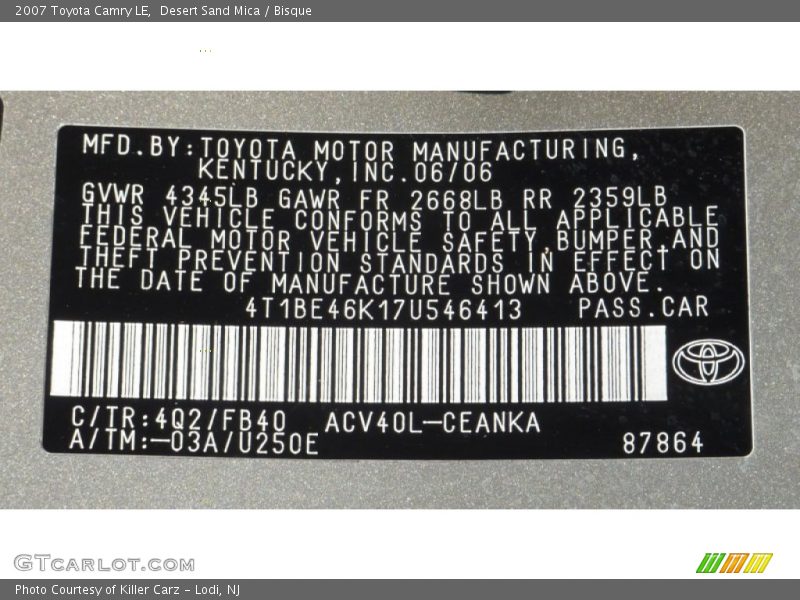 2007 Toyota Camry LE,  Desert Sand Mica / Bisque
MFD.BY:TOYOTA MOTOR MANUFACTURING,
KENTUCKY,INC.06/06
GVWR 4345LB GAWR FR 2668LB RR 2359LB
THIS VEHICLE CONFORMS TO ALL APPLICABLE
FEDERAL MOTOR VEHICLE SAFETY,BUMPER,AND
THEFT PREVENTION STANDARDS IN EFFECT ON
THE DATE OF MANUFACTURE SHOWN ABOVE.
4T1BE46K17U546413 PASS.CAR
C/TR:4Q2/FB40 ACV40L-CEANKA
A/TM:-03A/U250E 87864
GTCARLOT.COM
Photo Courtesy of Killer Carz – Lodi, NJ